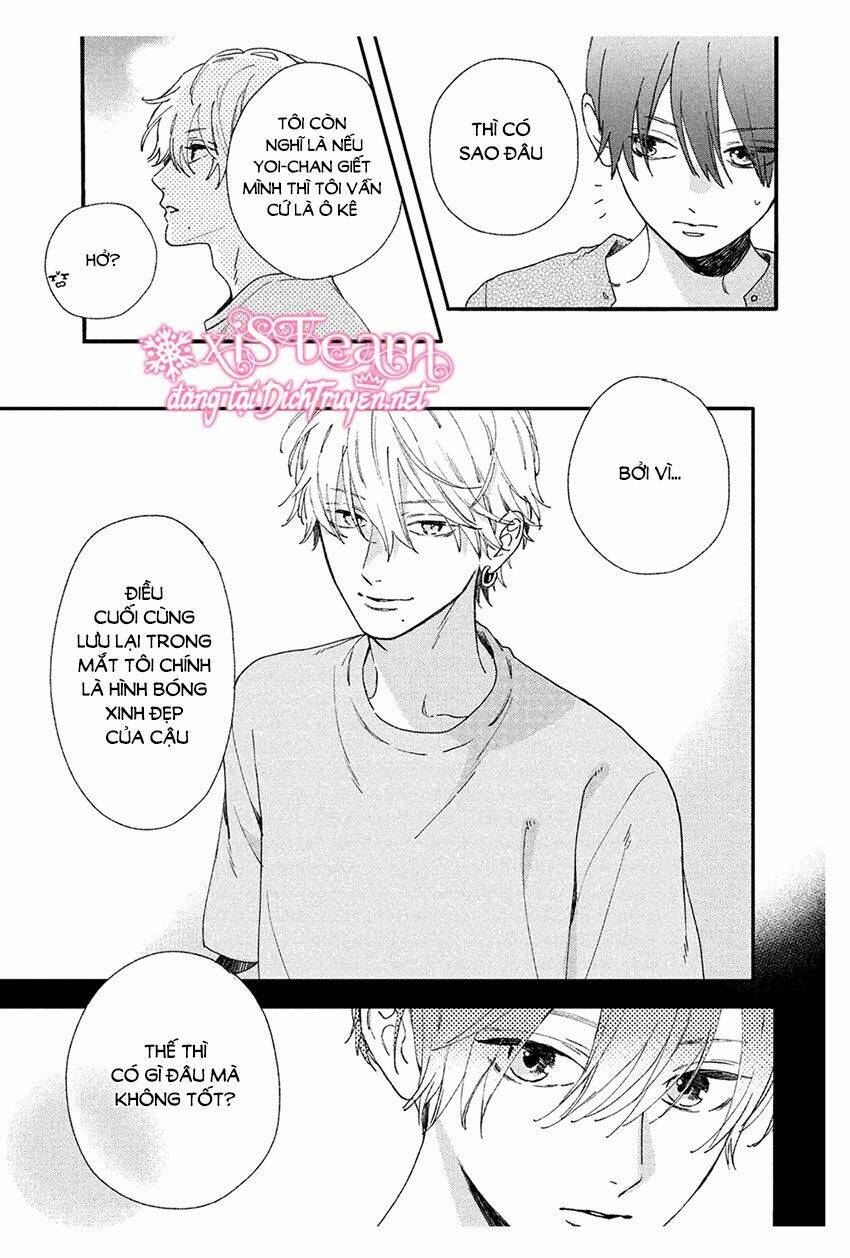 THÌ CÓ
SAO ĐÂU
TÔI CÒN
NGHĨ LÀ NẾU
YOI-CHAN GIẾT
MÌNH THÌ TÔI VẪN
CỨ LÀ Ô KÊ
HỞ?
xiSTeam
đăng tại DichTruyen.net
BỞI VÌ...
ĐIỀU
CUỐI CÙNG
LƯU LẠI TRONG
MẮT TÔI CHÍNH
LÀ HÌNH BÓNG
XINH ĐẸP
CỦA CẬU
THẾ THÌ
CÓ GÌ ĐÂU MÀ
KHÔNG TỐT?